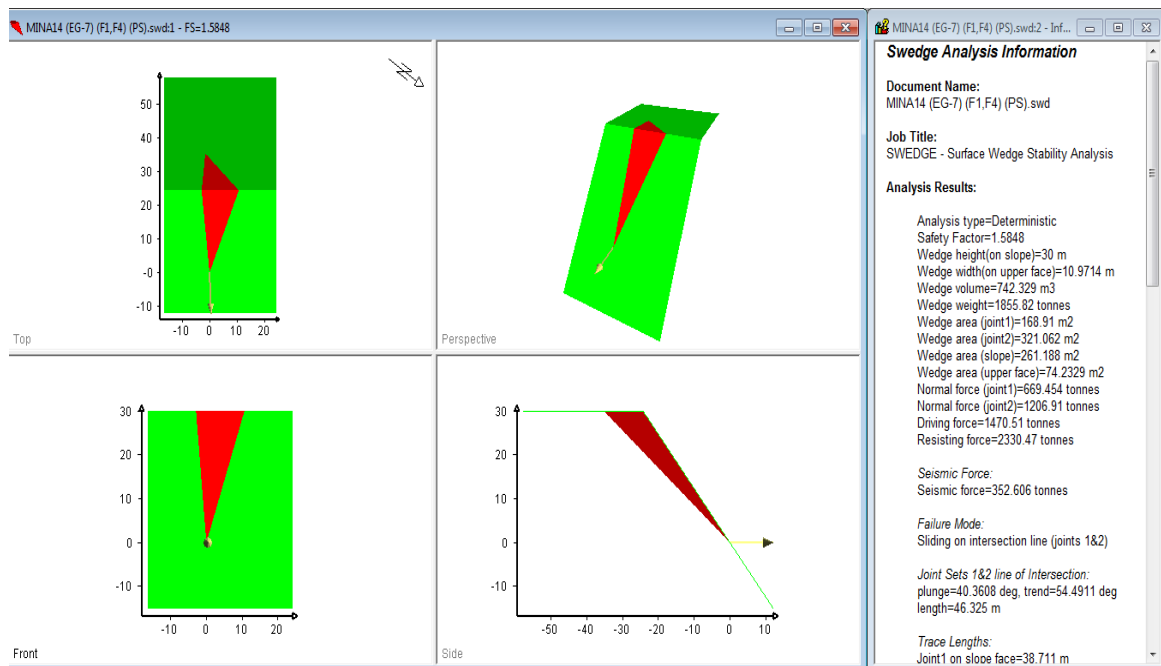 MINA14 (EG-7) (F1,F4) (PS).swd:1 - FS=1.5848
50
40
30
20
10
-0
-10
-10 0 10 20
Top
Perspective
30
20
10
0
-10
-10 0 10 20
Front
30
20
10
0
-10
-50 -40 -30 -20 -10 0 10
Side
MINA14 (EG-7) (F1,F4) (PS).swd:2 - Inf...
Swedge Analysis Information
Document Name:
MINA14 (EG-7) (F1,F4) (PS).swd
Job Title:
SWEDGE - Surface Wedge Stability Analysis
Analysis Results:
Analysis type=Deterministic
Safety Factor=1.5848
Wedge height(on slope)=30 m
Wedge width(on upper face)=10.9714 m
Wedge volume=742.329 m3
Wedge weight=1855.82 tonnes
Wedge area (joint1)=168.91 m2
Wedge area (joint2)=321.062 m2
Wedge area (slope)=261.188 m2
Wedge area (upper face)=74.2329 m2
Normal force (joint1)=669.454 tonnes
Normal force (joint2)=1206.91 tonnes
Driving force=1470.51 tonnes
Resisting force=2330.47 tonnes
Seismic Force:
Seismic force=352.606 tonnes
Failure Mode:
Sliding on intersection line (joints 1&2)
Joint Sets 1&2 line of Intersection:
plunge=40.3608 deg, trend=54.4911 deg
length=46.325 m
Trace Lengths:
Joint1 on slope face=38.711 m